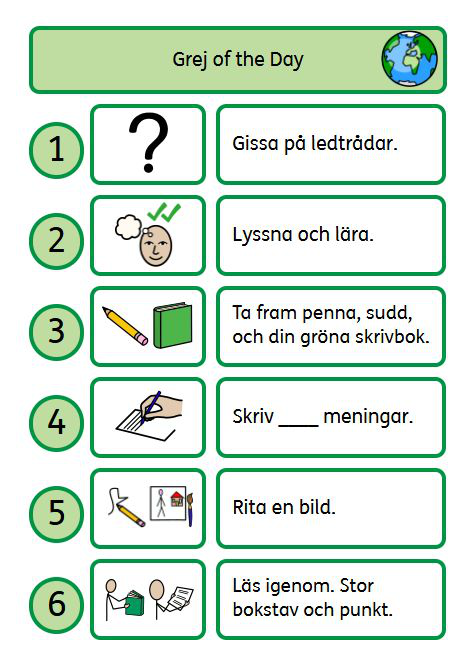 Grej of the Day
1
Gissa på ledtrådar.
2
Lyssna och lära.
3
Ta fram penna, sudd,
och din gröna skrivbok.
4
Skriv ____ meningar.
5
Rita en bild.
6
Läs igenom. Stor
bokstav och punkt.